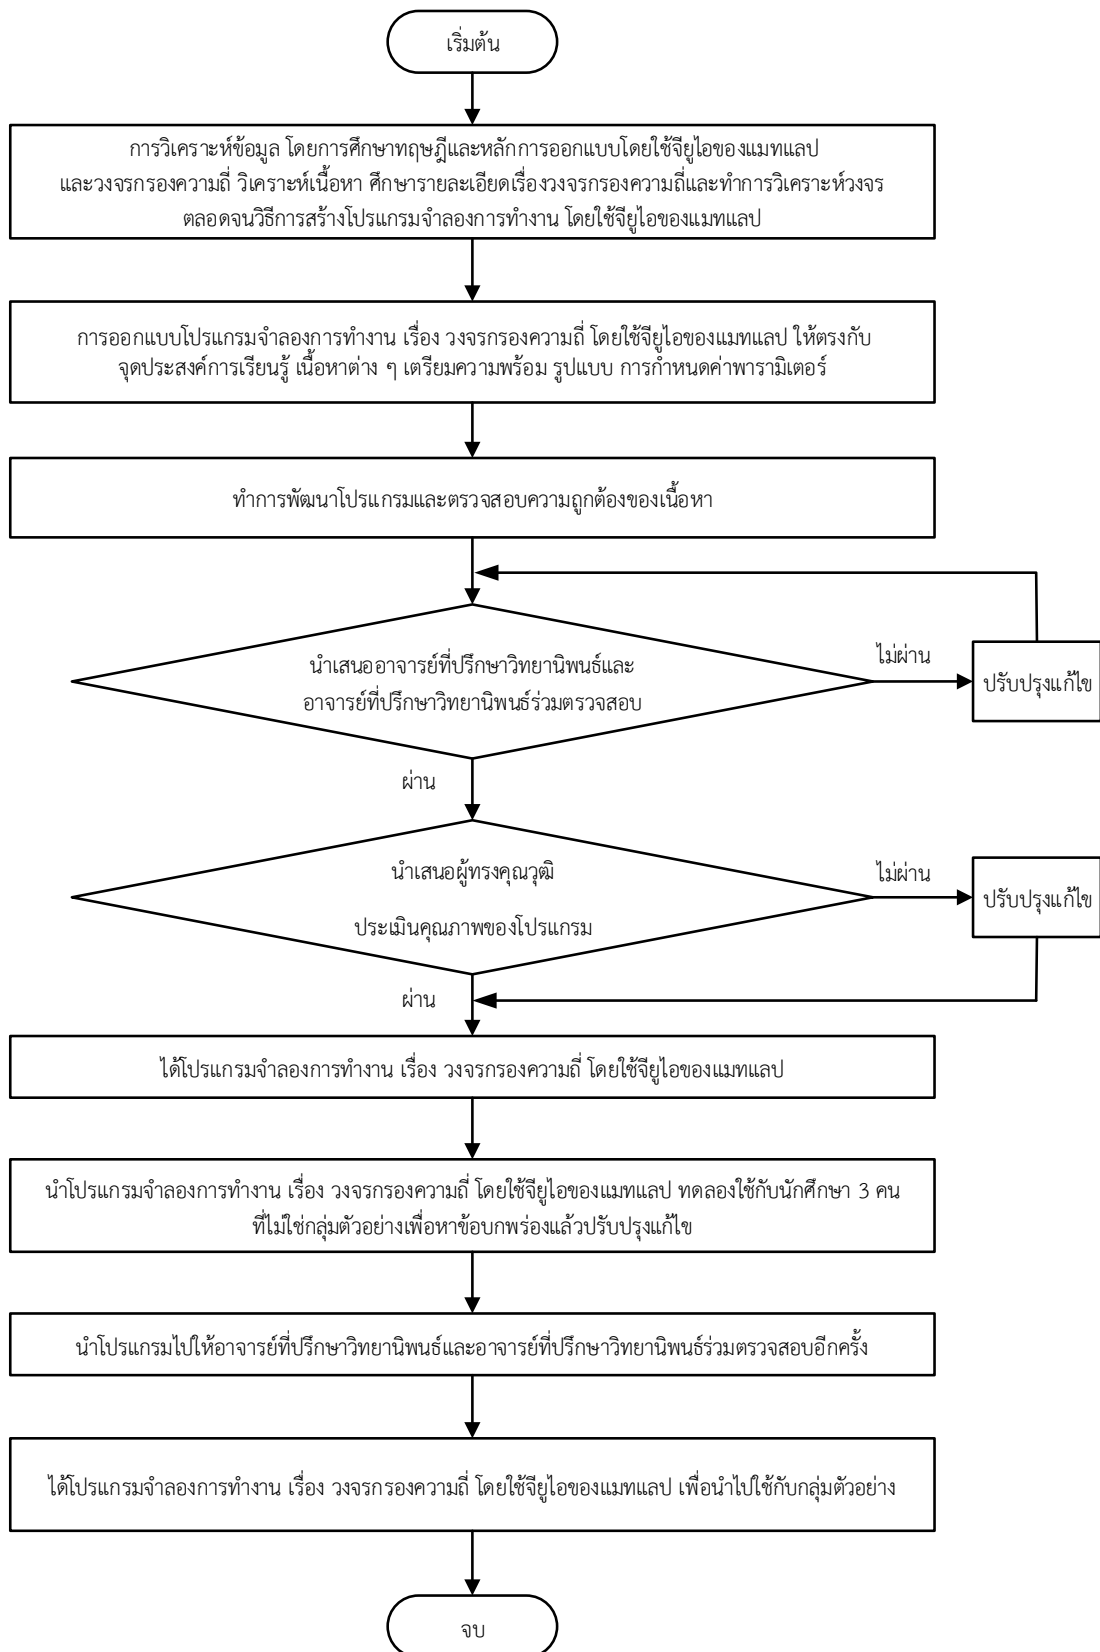 เริ่มต้น
การวิเคราะห์ข้อมูล โดยการศึกษาทฤษฎีและหลักการออกแบบโดยใช้จียูไอของแมทแลป
และวงจรกรองความถี่ วิเคราะห์เนื้อหา ศึกษารายละเอียดเรื่องวงจรกรองความถี่และทำการวิเคราะห์วงจร
ตลอดจนวิธีการสร้างโปรแกรมจำลองการทำงาน โดยใช้จียูไอของแมทแลป
การออกแบบโปรแกรมจำลองการทำงาน เรื่อง วงจรกรองความถี่ โดยใช้จียูไอของแมทแลป ให้ตรงกับ
จุดประสงค์การเรียนรู้ เนื้อหาต่าง ๆ เตรียมความพร้อม รูปแบบ การกำหนดค่าพารามิเตอร์
ทำการพัฒนาโปรแกรมและตรวจสอบความถูกต้องของเนื้อหา
นำเสนออาจารย์ที่ปรึกษาวิทยานิพนธ์และ
อาจารย์ที่ปรึกษาวิทยานิพนธ์ร่วมตรวจสอบ
ไม่ผ่าน
ปรับปรุงแก้ไข
ผ่าน
นำเสนอผู้ทรงคุณวุฒิ
ประเมินคุณภาพของโปรแกรม
ไม่ผ่าน
ปรับปรุงแก้ไข
ผ่าน
ได้โปรแกรมจำลองการทำงาน เรื่อง วงจรกรองความถี่ โดยใช้จียูไอของแมทแลป
นำโปรแกรมจำลองการทำงาน เรื่อง วงจรกรองความถี่ โดยใช้จียูไอของแมทแลป ทดลองใช้กับนักศึกษา 3 คน
ที่ไม่ใช่กลุ่มตัวอย่างเพื่อหาข้อบกพร่องแล้วปรับปรุงแก้ไข
นำโปรแกรมไปให้อาจารย์ที่ปรึกษาวิทยานิพนธ์และอาจารย์ที่ปรึกษาวิทยานิพนธ์ร่วมตรวจสอบอีกครั้ง
ได้โปรแกรมจำลองการทำงาน เรื่อง วงจรกรองความถี่ โดยใช้จียูไอของแมทแลป เพื่อนำไปใช้กับกลุ่มตัวอย่าง
จบ